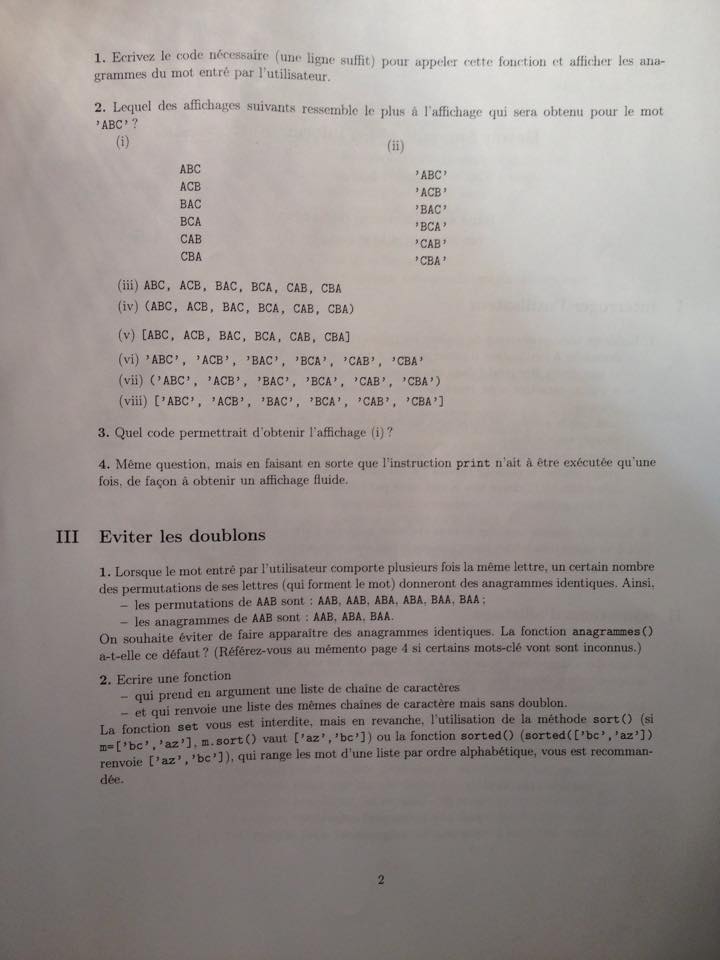 1. Ecrivez le code nécessaire (une ligne suffit) pour appeler cette fonction et afficher les ana-
grammes du mot entré par l'utilisateur.
2. Lequel des affichages suivants ressemble le plus à l'affichage qui sera obtenu pour le mot
'ABC' ?
(i)
ABC
ACB
BAC
BCA
CAB
CBA
(ii)
'ABC'
'ACB'
'BAC'
'BCA'
'CAB'
'CBA'
(iii) ABC, ACB, BAC, BCA, CAB, CBA
(iv) (ABC, ACB, BAC, BCA, CAB, CBA)
(v) [ABC, ACB, BAC, BCA, CAB, CBA]
(vi) 'ABC', 'ACB', 'BAC', 'BCA', 'CAB', 'CBA'
(vii) ('ABC', 'ACB', 'BAC', 'BCA', 'CAB', 'CBA')
(viii) ['ABC', 'ACB', 'BAC', 'BCA', 'CAB', 'CBA']
3. Quel code permettrait d'obtenir l'affichage (i) ?
4. Même question, mais en faisant en sorte que l'instruction print n'ait à être exécutée qu'une
fois, de façon à obtenir un affichage fluide.
III Eviter les doublons
1. Lorsque le mot entré par l'utilisateur comporte plusieurs fois la même lettre, un certain nombre
des permutations de ses lettres (qui forment le mot) donneront des anagrammes identiques. Ainsi,
– les permutations de AAB sont : AAB, AAB, ABA, ABA, BAA, BAA ;
– les anagrammes de AAB sont : AAB, ABA, BAA.
On souhaite éviter de faire apparaître des anagrammes identiques. La fonction anagrammes()
a-t-elle ce défaut ? (Référez-vous au mémento page 4 si certains mots-clé vont sont inconnus.)
2. Ecrire une fonction
– qui prend en argument une liste de chaîne de caractères
– et qui renvoie une liste des mêmes chaînes de caractère mais sans doublon.
La fonction set vous est interdite, mais en revanche, l'utilisation de la méthode sort() (si
m=['bc','az'], m.sort() vaut ['az','bc']) ou la fonction sorted() (sorted(['bc','az'])
renvoie ['az','bc']), qui range les mot d'une liste par ordre alphabétique, vous est recomman-
dée.
2